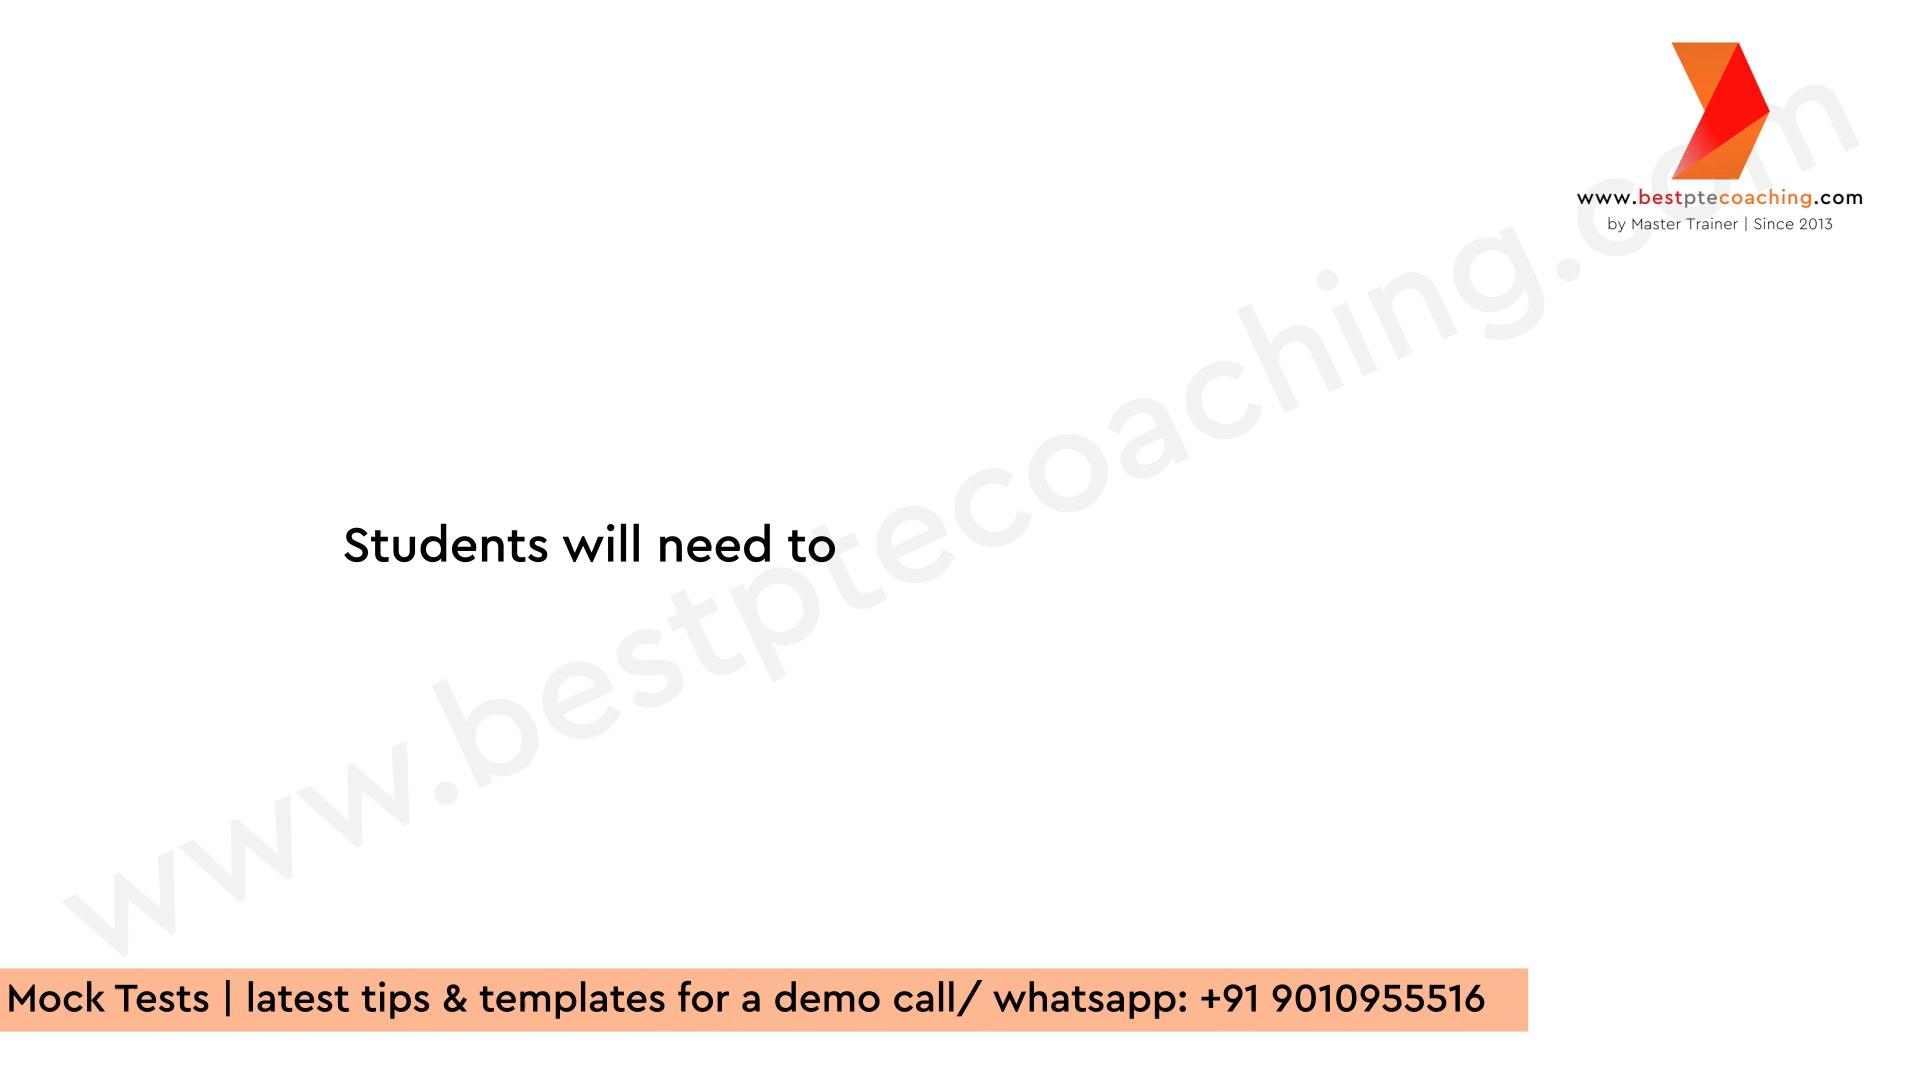 www.bestptecoaching.com
by Master Trainer | Since 2013
www.bestptecoaching.com
Students will need to
Mock Tests | latest tips & templates for a demo call/ whatsapp: +91 9010955516